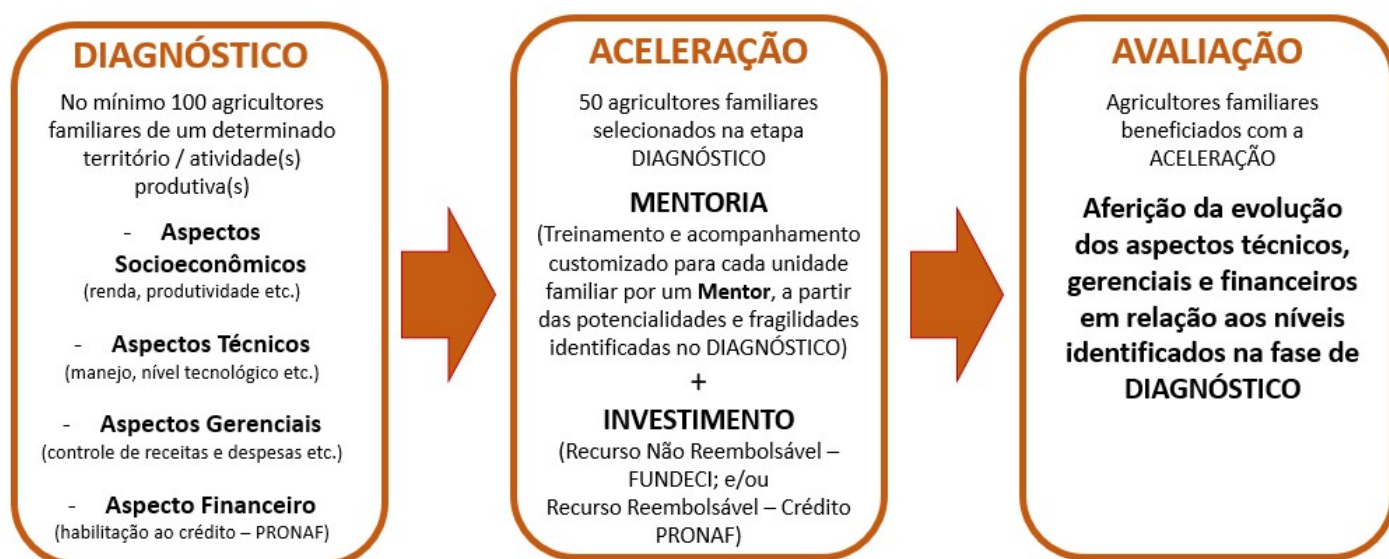 DIAGNÓSTICO
No mínimo 100 agricultores
familiares de um determinado
território / atividade(s)
produtiva(s)
- Aspectos
Socioeconômicos
(renda, produtividade etc.)
- Aspectos Técnicos
(manejo, nível tecnológico etc.)
- Aspectos Gerenciais
(controle de receitas e despesas etc.)
- Aspecto Financeiro
(habilitação ao crédito – PRONAF)
ACELERAÇÃO
50 agricultores familiares
selecionados na etapa
DIAGNÓSTICO
MENTORIA
(Treinamento e acompanhamento
customizado para cada unidade
familiar por um Mentor, a partir
das potencialidades e fragilidades
identificadas no DIAGNÓSTICO)
+
INVESTIMENTO
(Recurso Não Reembolsável –
FUNDECI; e/ou
Recurso Reembolsável – Crédito
PRONAF)
AVALIAÇÃO
Agricultores familiares
beneficiados com a
ACELERAÇÃO
Aferição da evolução
dos aspectos técnicos,
gerenciais e financeiros
em relação aos níveis
identificados na fase de
DIAGNÓSTICO